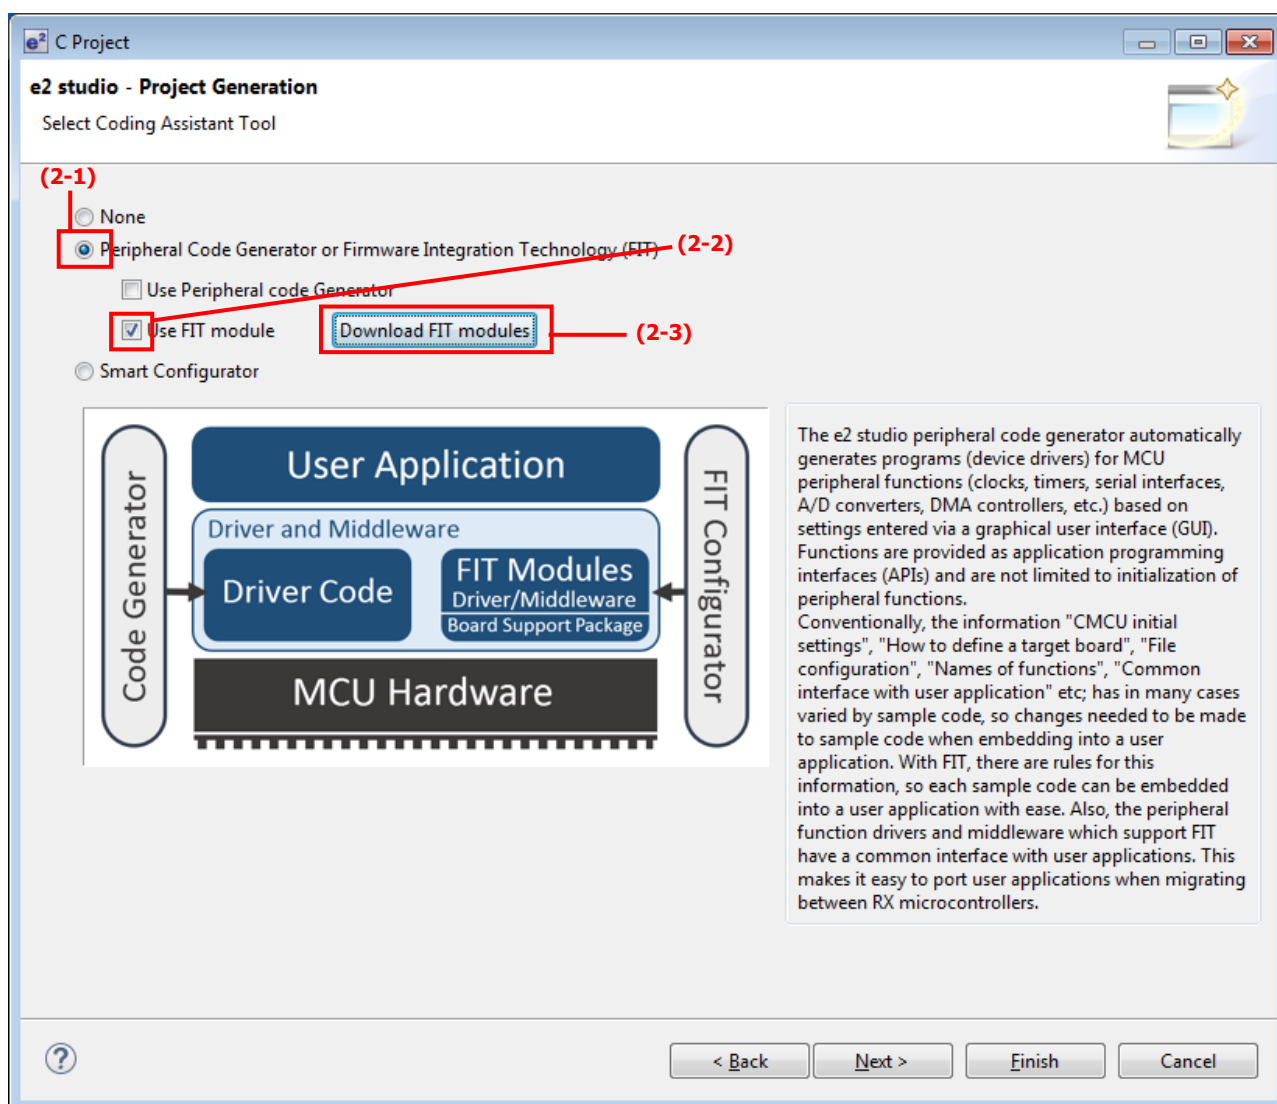 e² C Project
e2 studio - Project Generation
Select Coding Assistant Tool
(2-1)
None
Peripheral Code Generator or Firmware Integration Technology (FIT)
(2-2)
Use Peripheral code Generator
Use FIT module
Download FIT modules
(2-3)
Smart Configurator
Code Generator
User Application
Driver and Middleware
Driver Code
FIT Modules
Driver/Middleware
Board Support Package
MCU Hardware
FIT Configurator
The e2 studio peripheral code generator automatically
generates programs (device drivers) for MCU
peripheral functions (clocks, timers, serial interfaces,
A/D converters, DMA controllers, etc.) based on
settings entered via a graphical user interface (GUI).
Functions are provided as application programming
interfaces (APIs) and are not limited to initialization of
peripheral functions.
Conventionally, the information "CMCU initial
settings", "How to define a target board", "File
configuration", "Names of functions", "Common
interface with user application" etc; has in many cases
varied by sample code, so changes needed to be made
to sample code when embedding into a user
application. With FIT, there are rules for this
information, so each sample code can be embedded
into a user application with ease. Also, the peripheral
function drivers and middleware which support FIT
have a common interface with user applications. This
makes it easy to port user applications when migrating
between RX microcontrollers.
?
< Back
Next >
Finish
Cancel